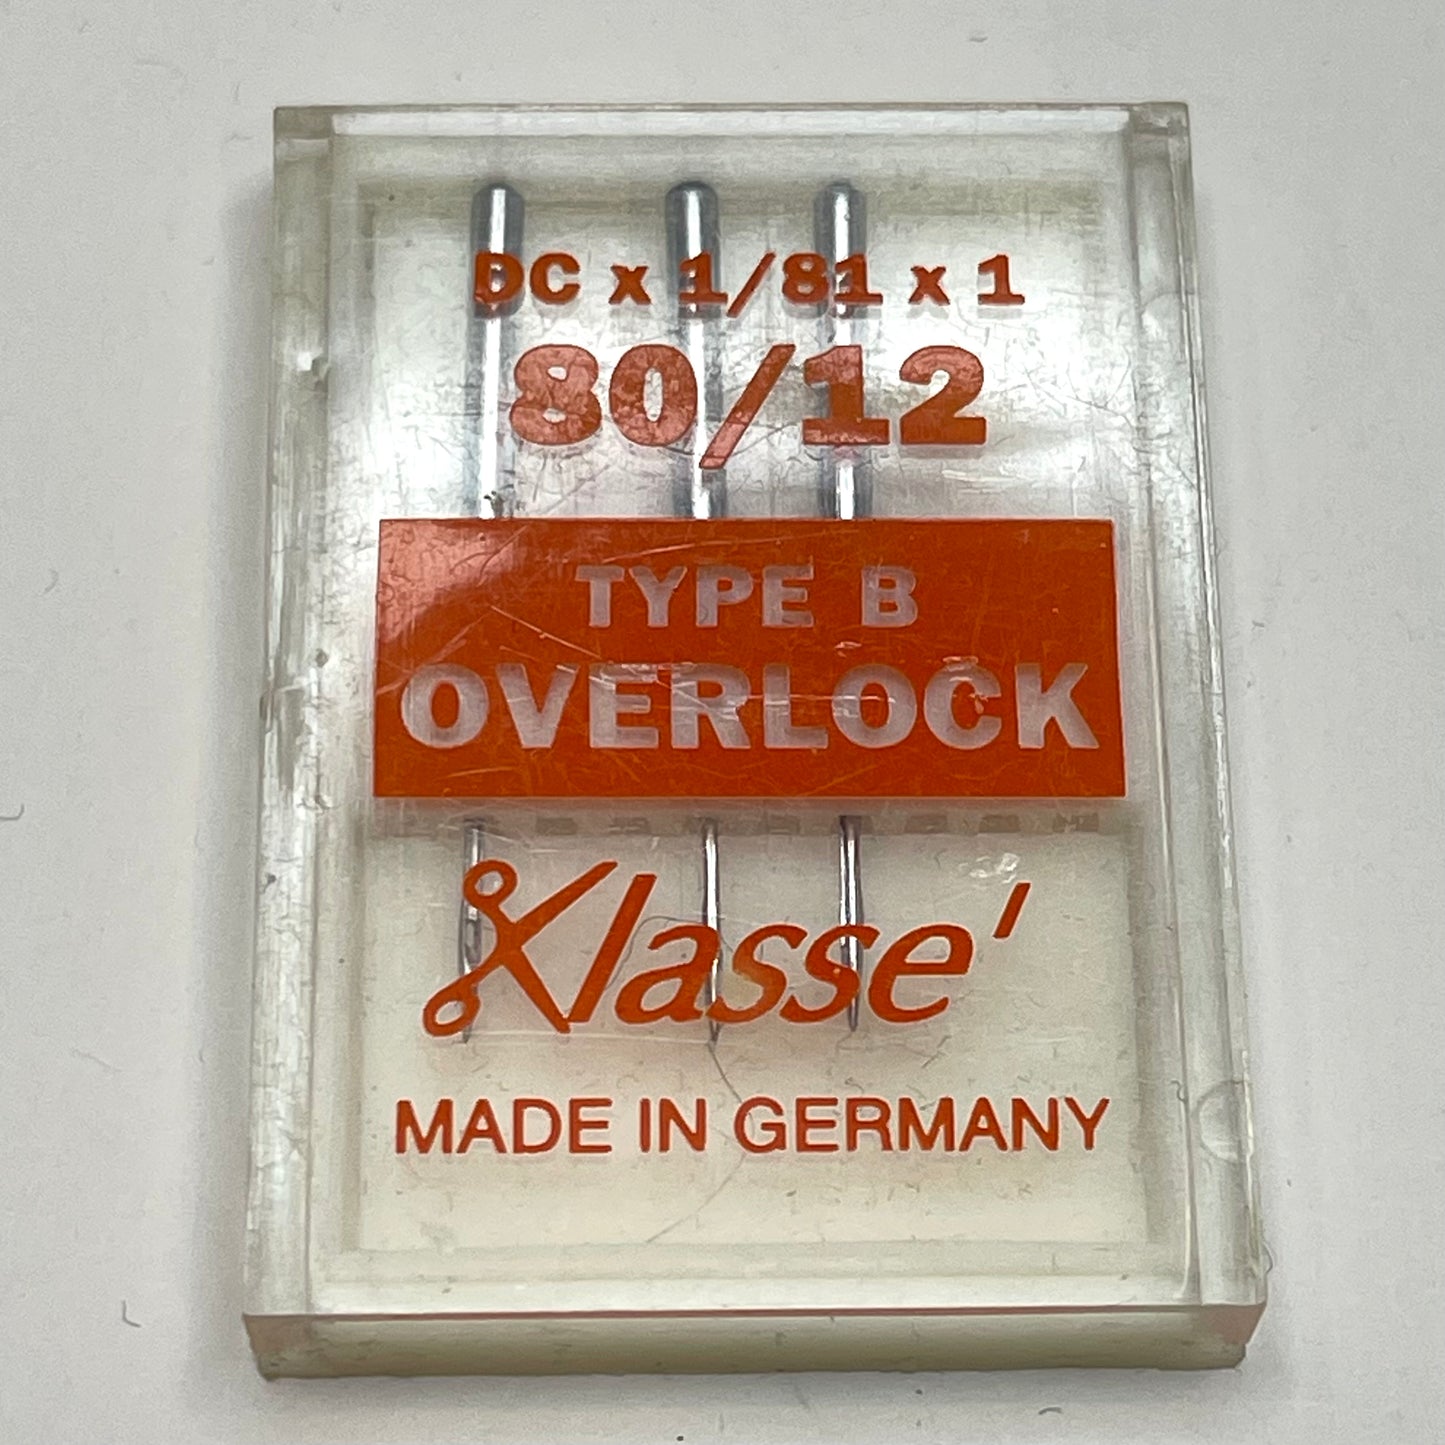 DC x 1/81 x 1
80/12
TYPE B
OVERLOCK
Klasse'
MADE IN GERMANY